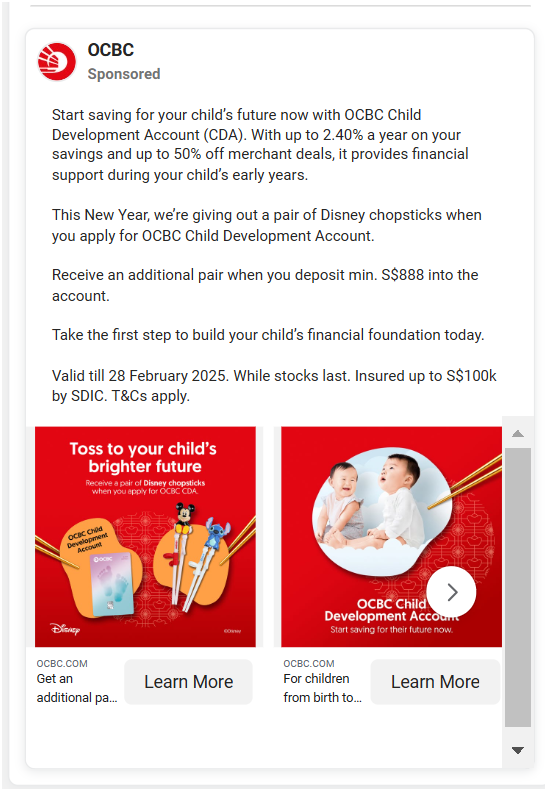 OCBC
Sponsored
Start saving for your child's future now with OCBC Child
Development Account (CDA). With up to 2.40% a year on your
savings and up to 50% off merchant deals, it provides financial
support during your child's early years.
This New Year, we're giving out a pair of Disney chopsticks when
you apply for OCBC Child Development Account.
Receive an additional pair when you deposit min. S$888 into the
account.
Take the first step to build your child's financial foundation today.
Valid till 28 February 2025. While stocks last. Insured up to S$100k
by SDIC. T&Cs apply.
Toss to your child's
brighter future
Receive a pair of Disney chopsticks
when you apply for OCBC CDA.
OCBC Child
Development
Account
OCBC
Disney
©Disney
OCBC Child
Development Account
Start saving for their future now.
OCBC.COM
Get an
additional pa...
Learn More
OCBC.COM
For children
from birth to...
Learn More